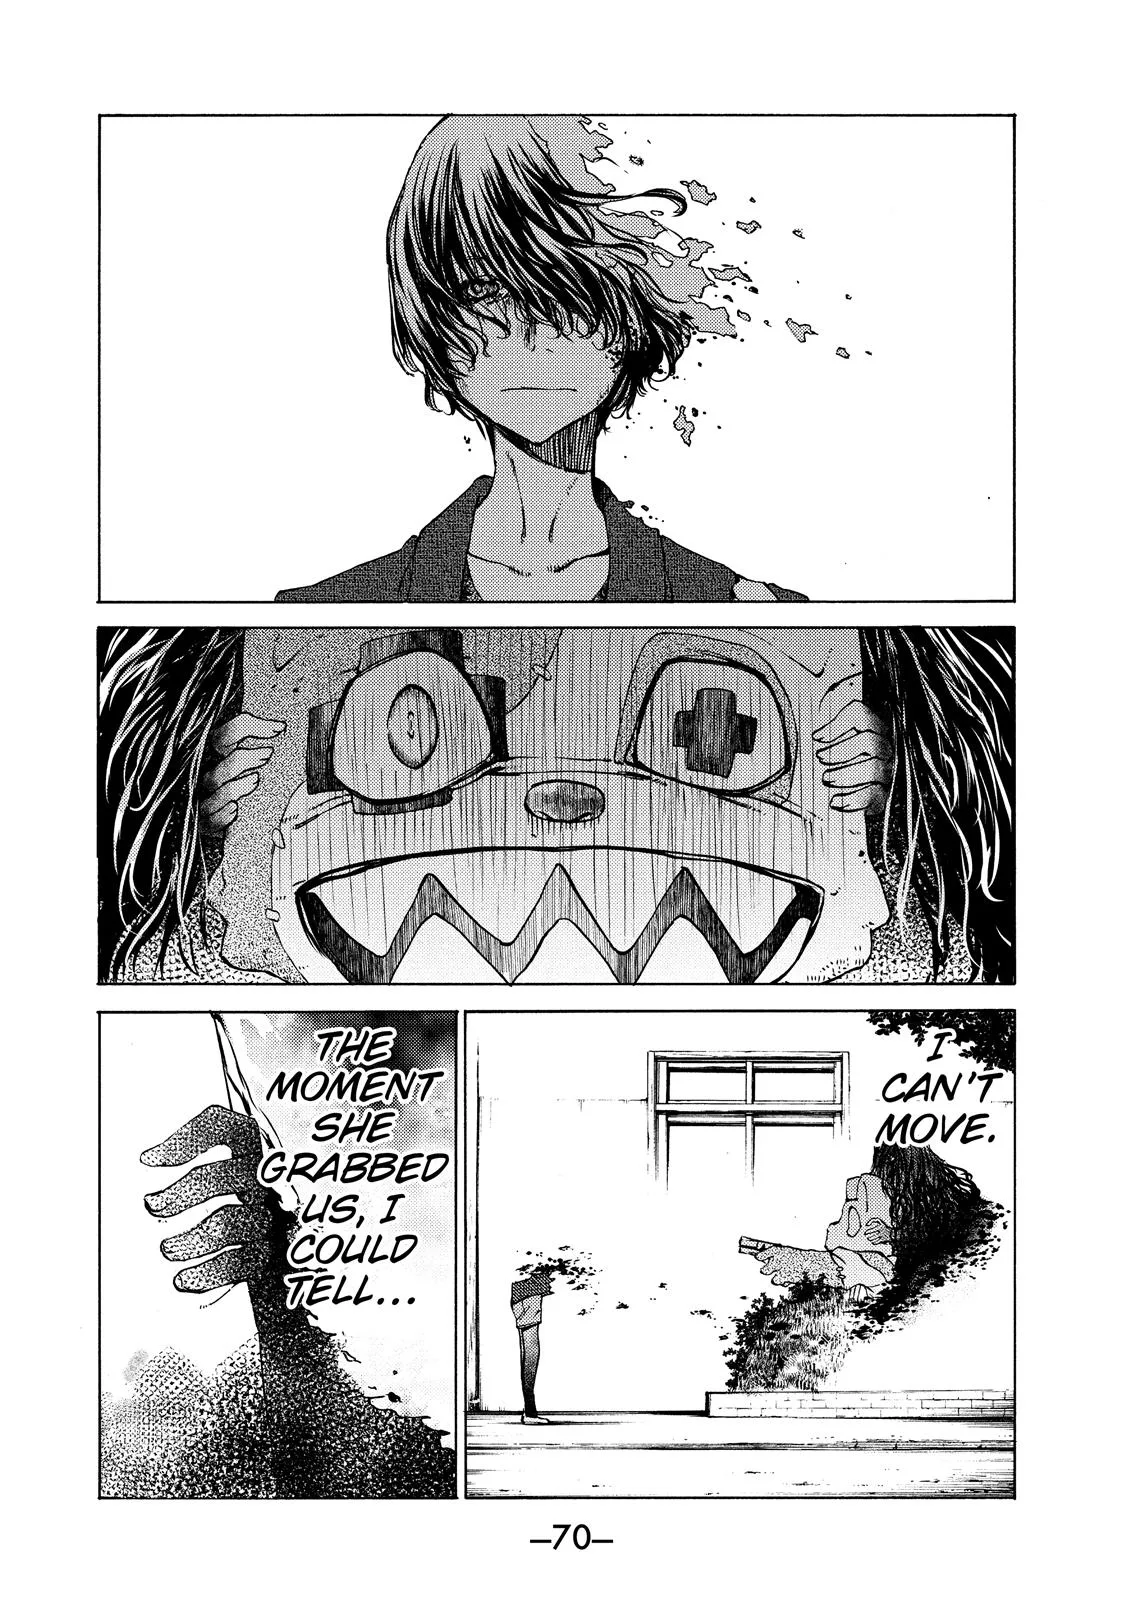 I
CAN'T
MOVE.
THE
MOMENT
SHE
GRABBED
US, I
COULD
TELL...
—70—